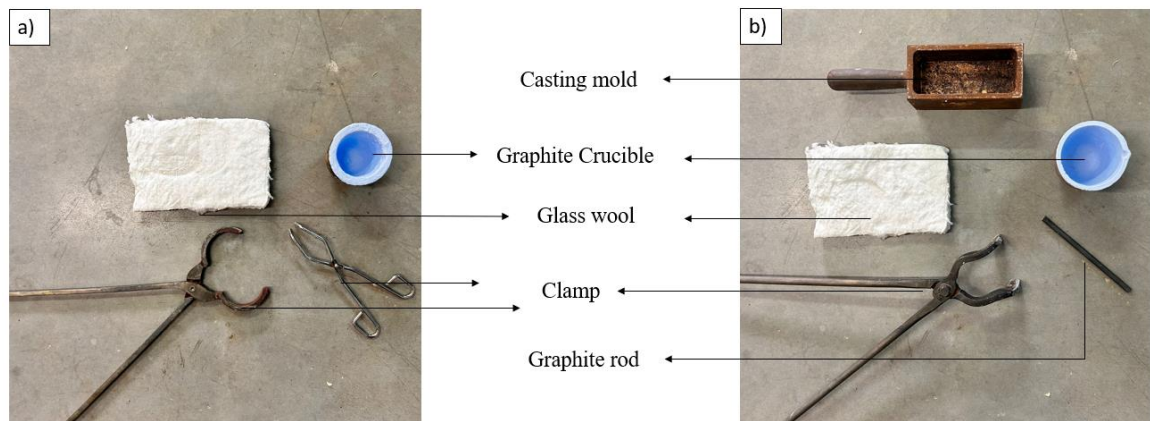 a)
b)
Casting mold
Graphite Crucible
Glass wool
Clamp
Graphite rod